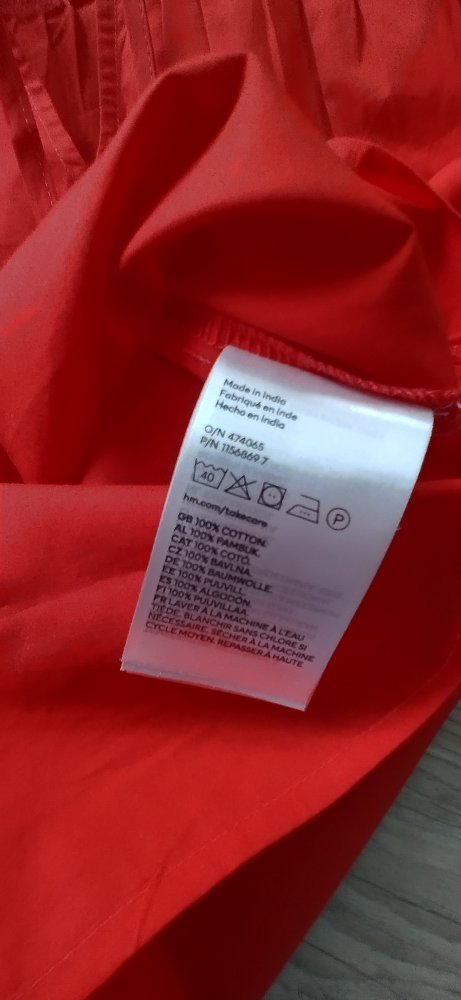 Made in India
Fabriqué en Inde
Hecho en India
O/N 474065
P/N 1156869 7
40 P
hm.com/takecare
GB 100% COTTON.
AL 100% PAMBUK.
CAT 100% COTÓ.
CZ 100% BAVLNA.
DE 100% BAUMWOLLE.
EE 100% PUUVILL.
ES 100% ALGODÓN.
FI 100% PUUVILLAA.
FR LAVER À LA MACHINE À L'EAU
TIÈDE. BLANCHIR SANS CHLORE SI
NÉCESSAIRE. SÉCHER À LA MACHINE
CYCLE MOYEN. REPASSER À HAUTE